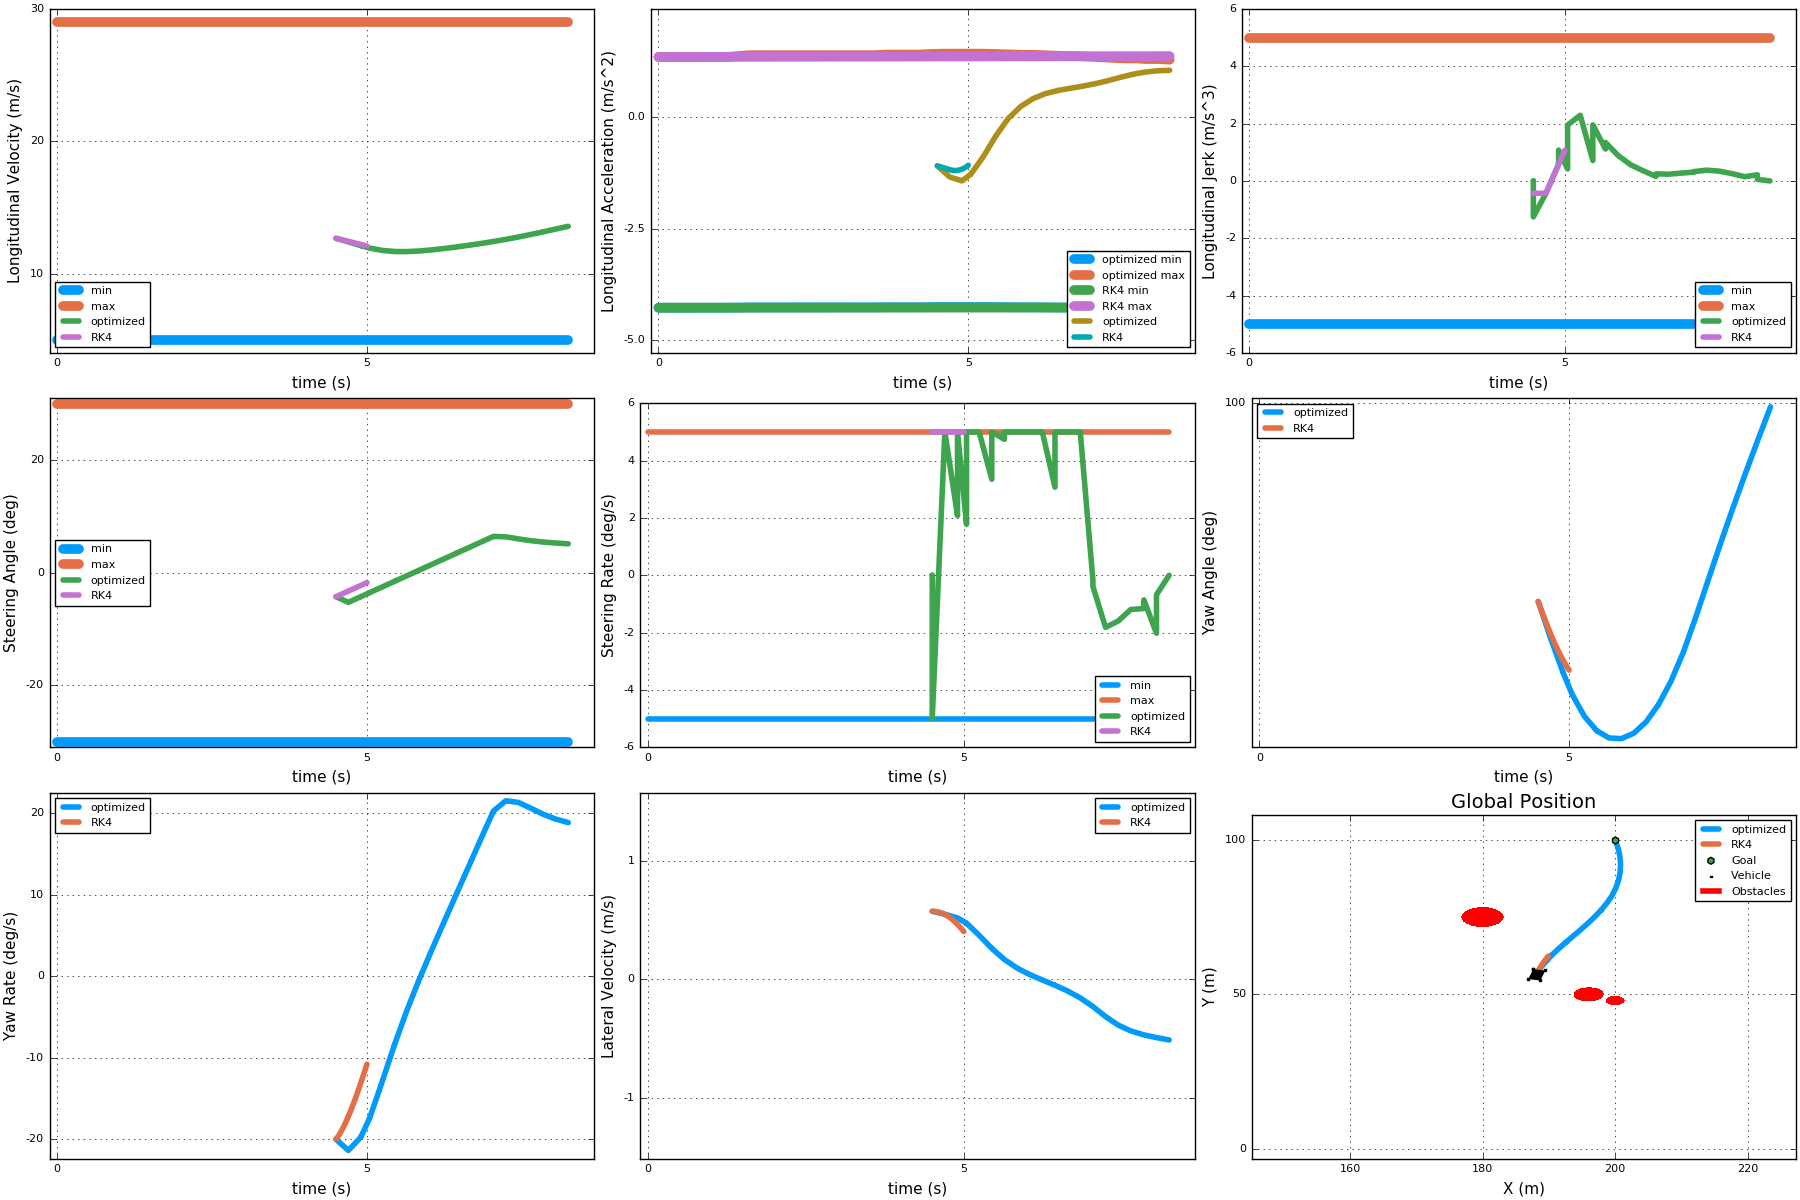 30
20
10
0
5
Longitudinal Velocity (m/s)
time (s)
min
max
optimized
RK4
0.0
-2.5
-5.0
0
5
Longitudinal Acceleration (m/s^2)
time (s)
optimized min
optimized max
RK4 min
RK4 max
optimized
RK4
6
4
2
0
-2
-4
-6
0
5
Longitudinal Jerk (m/s^3)
time (s)
min
max
optimized
RK4
20
0
-20
0
5
Steering Angle (deg)
time (s)
min
max
optimized
RK4
6
4
2
0
-2
-4
-6
0
5
Steering Rate (deg/s)
time (s)
min
max
optimized
RK4
100
0
5
Yaw Angle (deg)
time (s)
optimized
RK4
20
10
0
-10
-20
0
5
Yaw Rate (deg/s)
time (s)
optimized
RK4
1
0
-1
0
5
Lateral Velocity (m/s)
time (s)
optimized
RK4
Global Position
100
50
0
160
180
200
220
Y (m)
X (m)
optimized
RK4
Goal
Vehicle
Obstacles